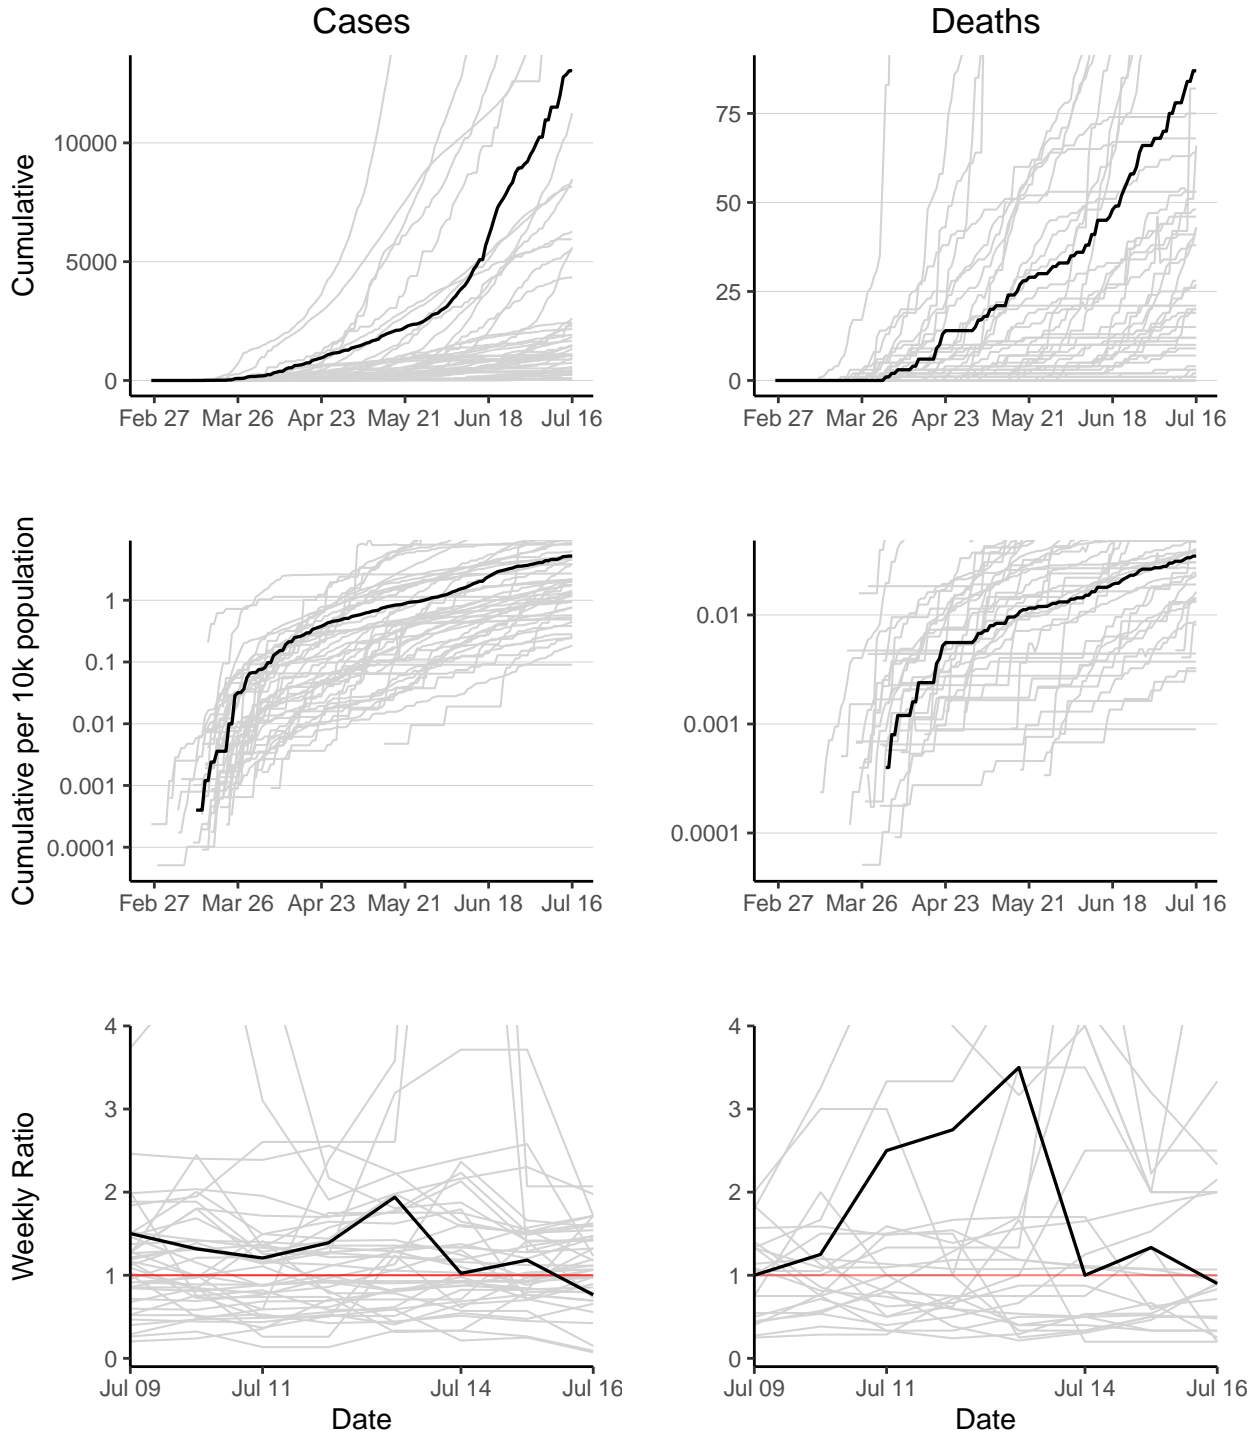 Cases
Deaths
Cumulative
10000
5000
0
Feb 27 Mar 26 Apr 23 May 21 Jun 18 Jul 16
75
50
25
0
Feb 27 Mar 26 Apr 23 May 21 Jun 18 Jul 16
Cumulative per 10k population
1
0.1
0.01
0.001
0.0001
Feb 27 Mar 26 Apr 23 May 21 Jun 18 Jul 16
0.01
0.001
0.0001
Feb 27 Mar 26 Apr 23 May 21 Jun 18 Jul 16
Weekly Ratio
4
3
2
1
0
Jul 09 Jul 11 Jul 14 Jul 16
Date
4
3
2
1
0
Jul 09 Jul 11 Jul 14 Jul 16
Date